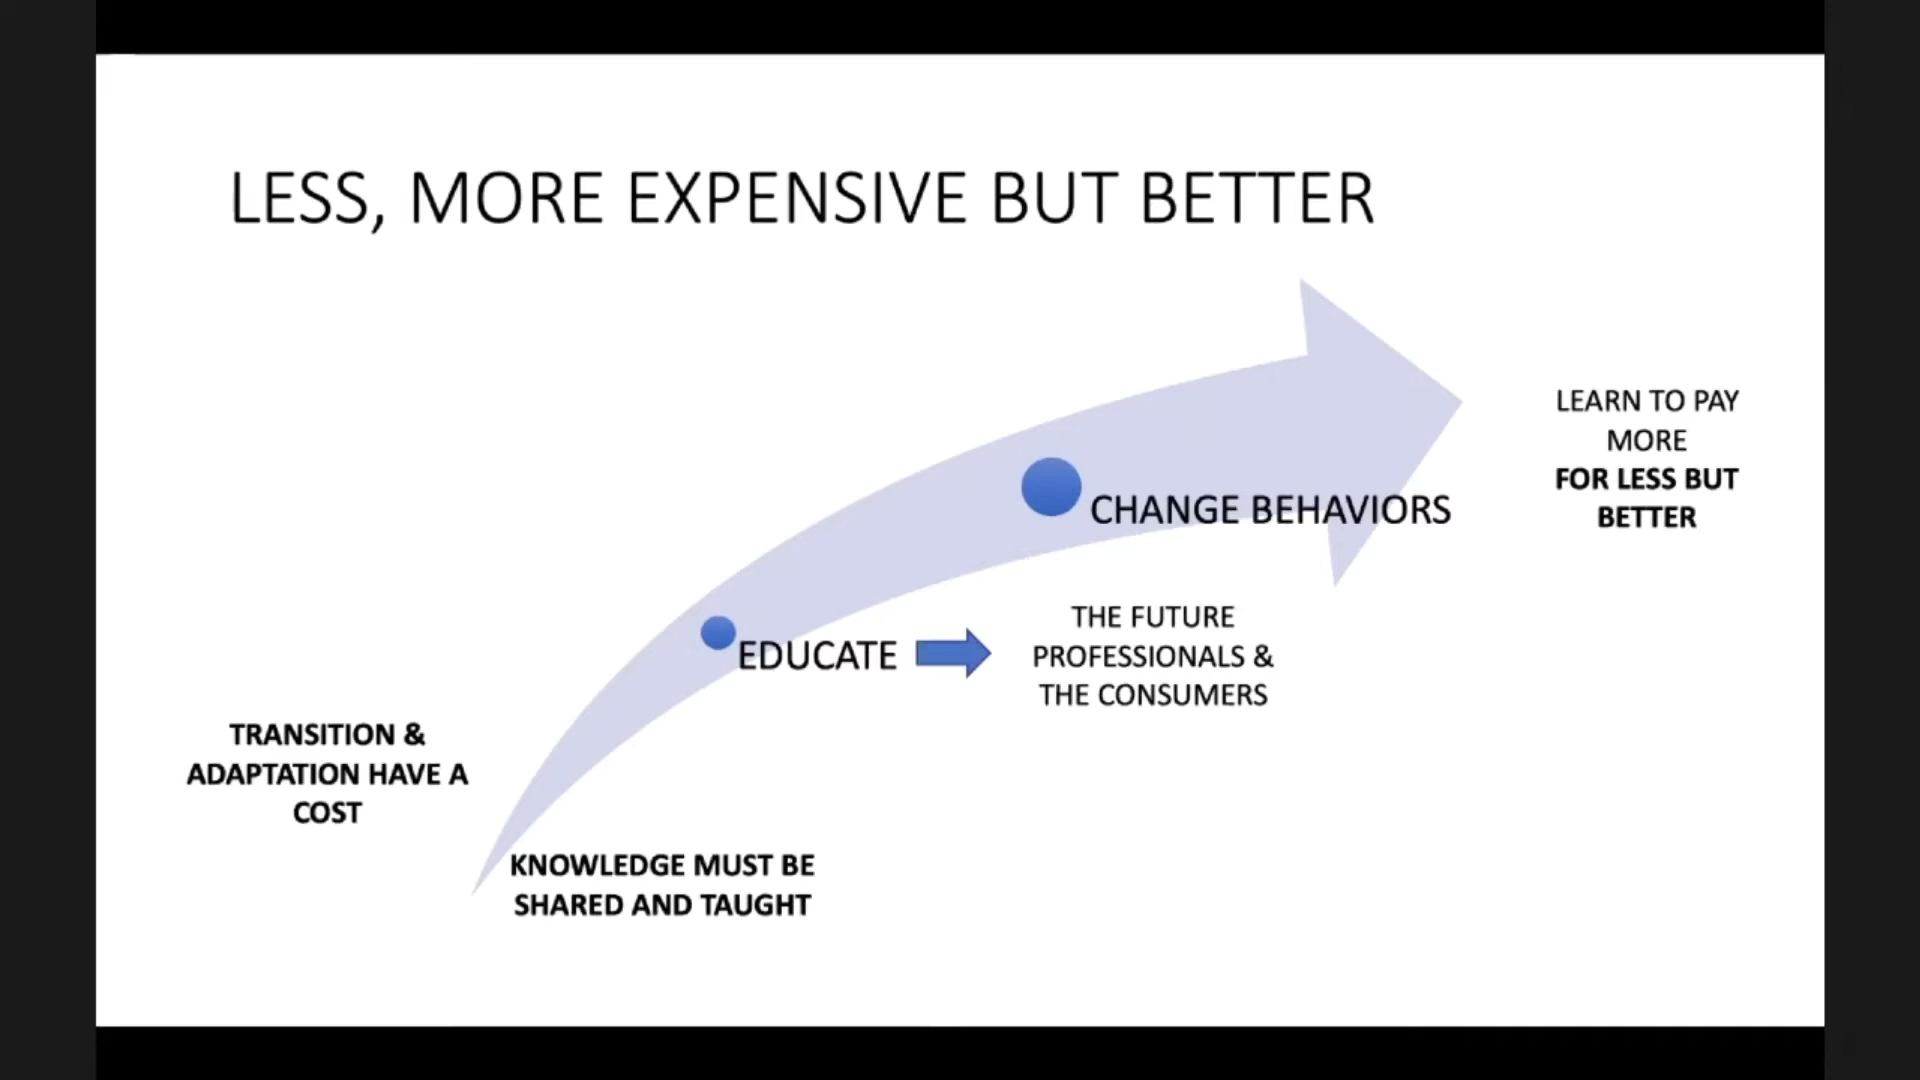 LESS, MORE EXPENSIVE BUT BETTER
LEARN TO PAY
MORE
FOR LESS BUT
BETTER
CHANGE BEHAVIORS
EDUCATE
THE FUTURE
PROFESSIONALS &
THE CONSUMERS
TRANSITION &
ADAPTATION HAVE A
COST
KNOWLEDGE MUST BE
SHARED AND TAUGHT